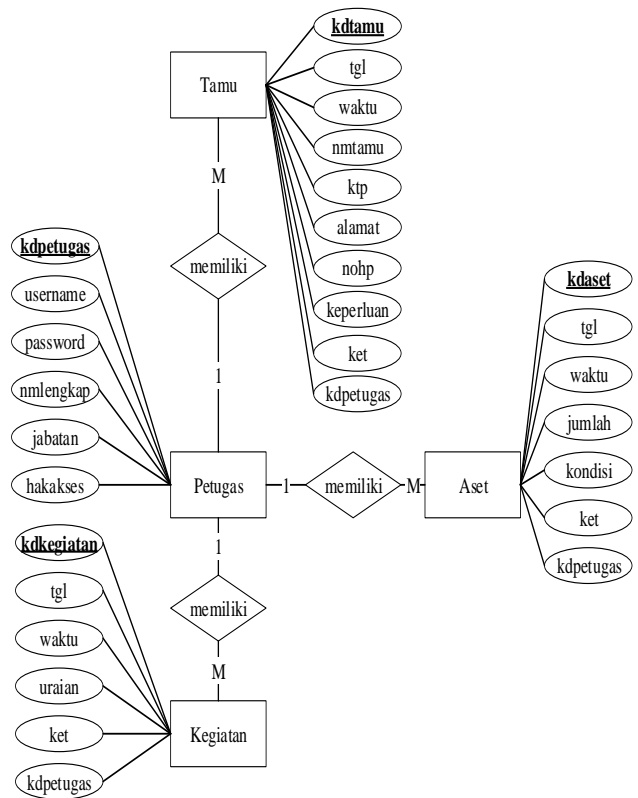 kdtamu
tgl
waktu
nmtamu
ktp
alamat
nohp
keperluan
ket
kdpetugas
Tamu
M
memiliki
1
kdpetugas
username
password
nmlengkap
jabatan
hakakses
Petugas
1
memiliki
M
Aset
kdaset
tgl
waktu
jumlah
kondisi
ket
kdpetugas
1
memiliki
M
Kegiatan
kdkegiatan
tgl
waktu
uraian
ket
kdpetugas